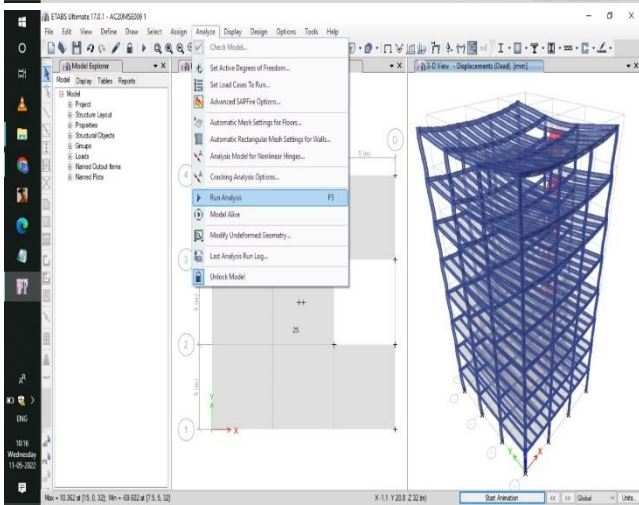 ETABS Ultimate 17.0.1 - AC20MSE009 1
File Edit View Define Draw Select Assign Analyze Display Design Options Tools Help
Model Explorer
3-D View - Displacements (Dead) [mm]
Model Display Tables Reports
Model
Project
Structure Layout
Properties
Structural Objects
Groups
Loads
Named Output Items
Named Plots
Check Model...
Set Active Degrees of Freedom...
Set Load Cases To Run...
Advanced SAPFire Options...
Automatic Mesh Settings for Floors...
Automatic Rectangular Mesh Settings for Walls...
Analysis Model for Nonlinear Hinges...
Cracking Analysis Options...
Run Analysis F5
Model Alive
Modify Undeformed Geometry...
Last Analysis Run Log...
Unlock Model
D
5 (m)
4
3
2
1
25
5 (m)
Y
X
Y
X
ENG
10:16
Wednesday
11-05-2022
Max = 10.362 at [15, 0, 32]; Min = -69.602 at [7.5, 5, 32]
X -1.1 Y 20.8 Z 32 (m)
Start Animation
<< >>
Global
Units...